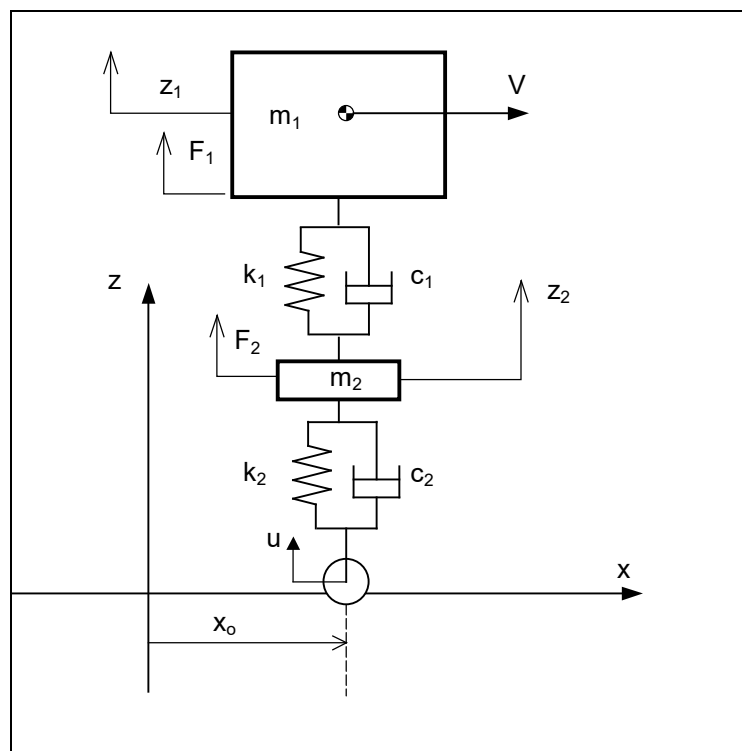 z₁
m₁
V
F₁
k₁
c₁
z
z₂
F₂
m₂
k₂
c₂
u
x
xₒ